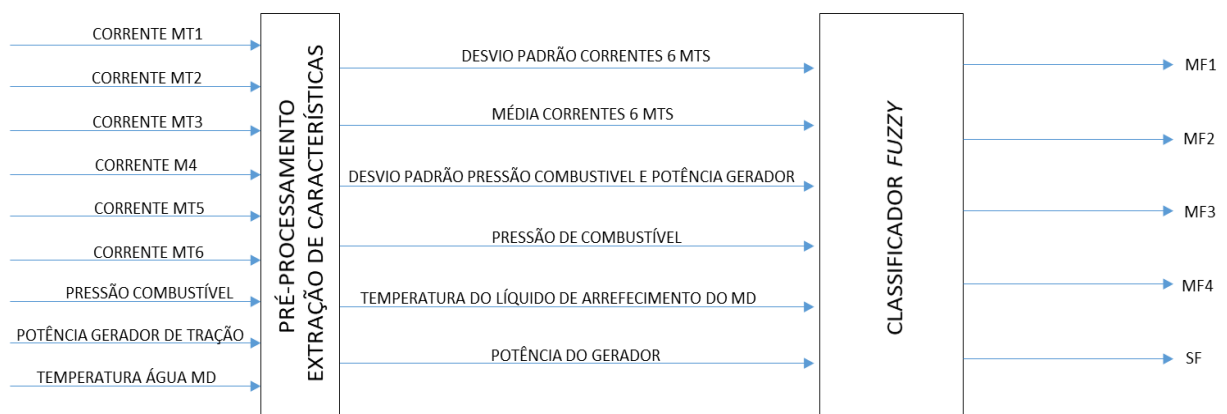 CORRENTE MT1
CORRENTE MT2
CORRENTE MT3
CORRENTE M4
CORRENTE MT5
CORRENTE MT6
PRESSÃO COMBUSTÍVEL
POTÊNCIA GERADOR DE TRAÇÃO
TEMPERATURA ÁGUA MD
PRÉ-PROCESSAMENTO
EXTRAÇÃO DE CARACTERÍSTICAS
DESVIO PADRÃO CORRENTES 6 MTS
MÉDIA CORRENTES 6 MTS
DESVIO PADRÃO PRESSÃO COMBUSTIVEL E POTÊNCIA GERADOR
PRESSÃO DE COMBUSTÍVEL
TEMPERATURA DO LÍQUIDO DE ARREFECIMENTO DO MD
POTÊNCIA DO GERADOR
CLASSIFICADOR FUZZY
MF1
MF2
MF3
MF4
SF